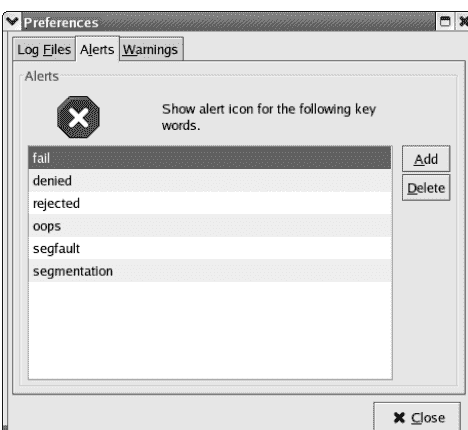 Preferences
Log Files Alerts Warnings
Alerts
Show alert icon for the following key
words.
fail
denied
rejected
oops
segfault
segmentation
Add
Delete
Close